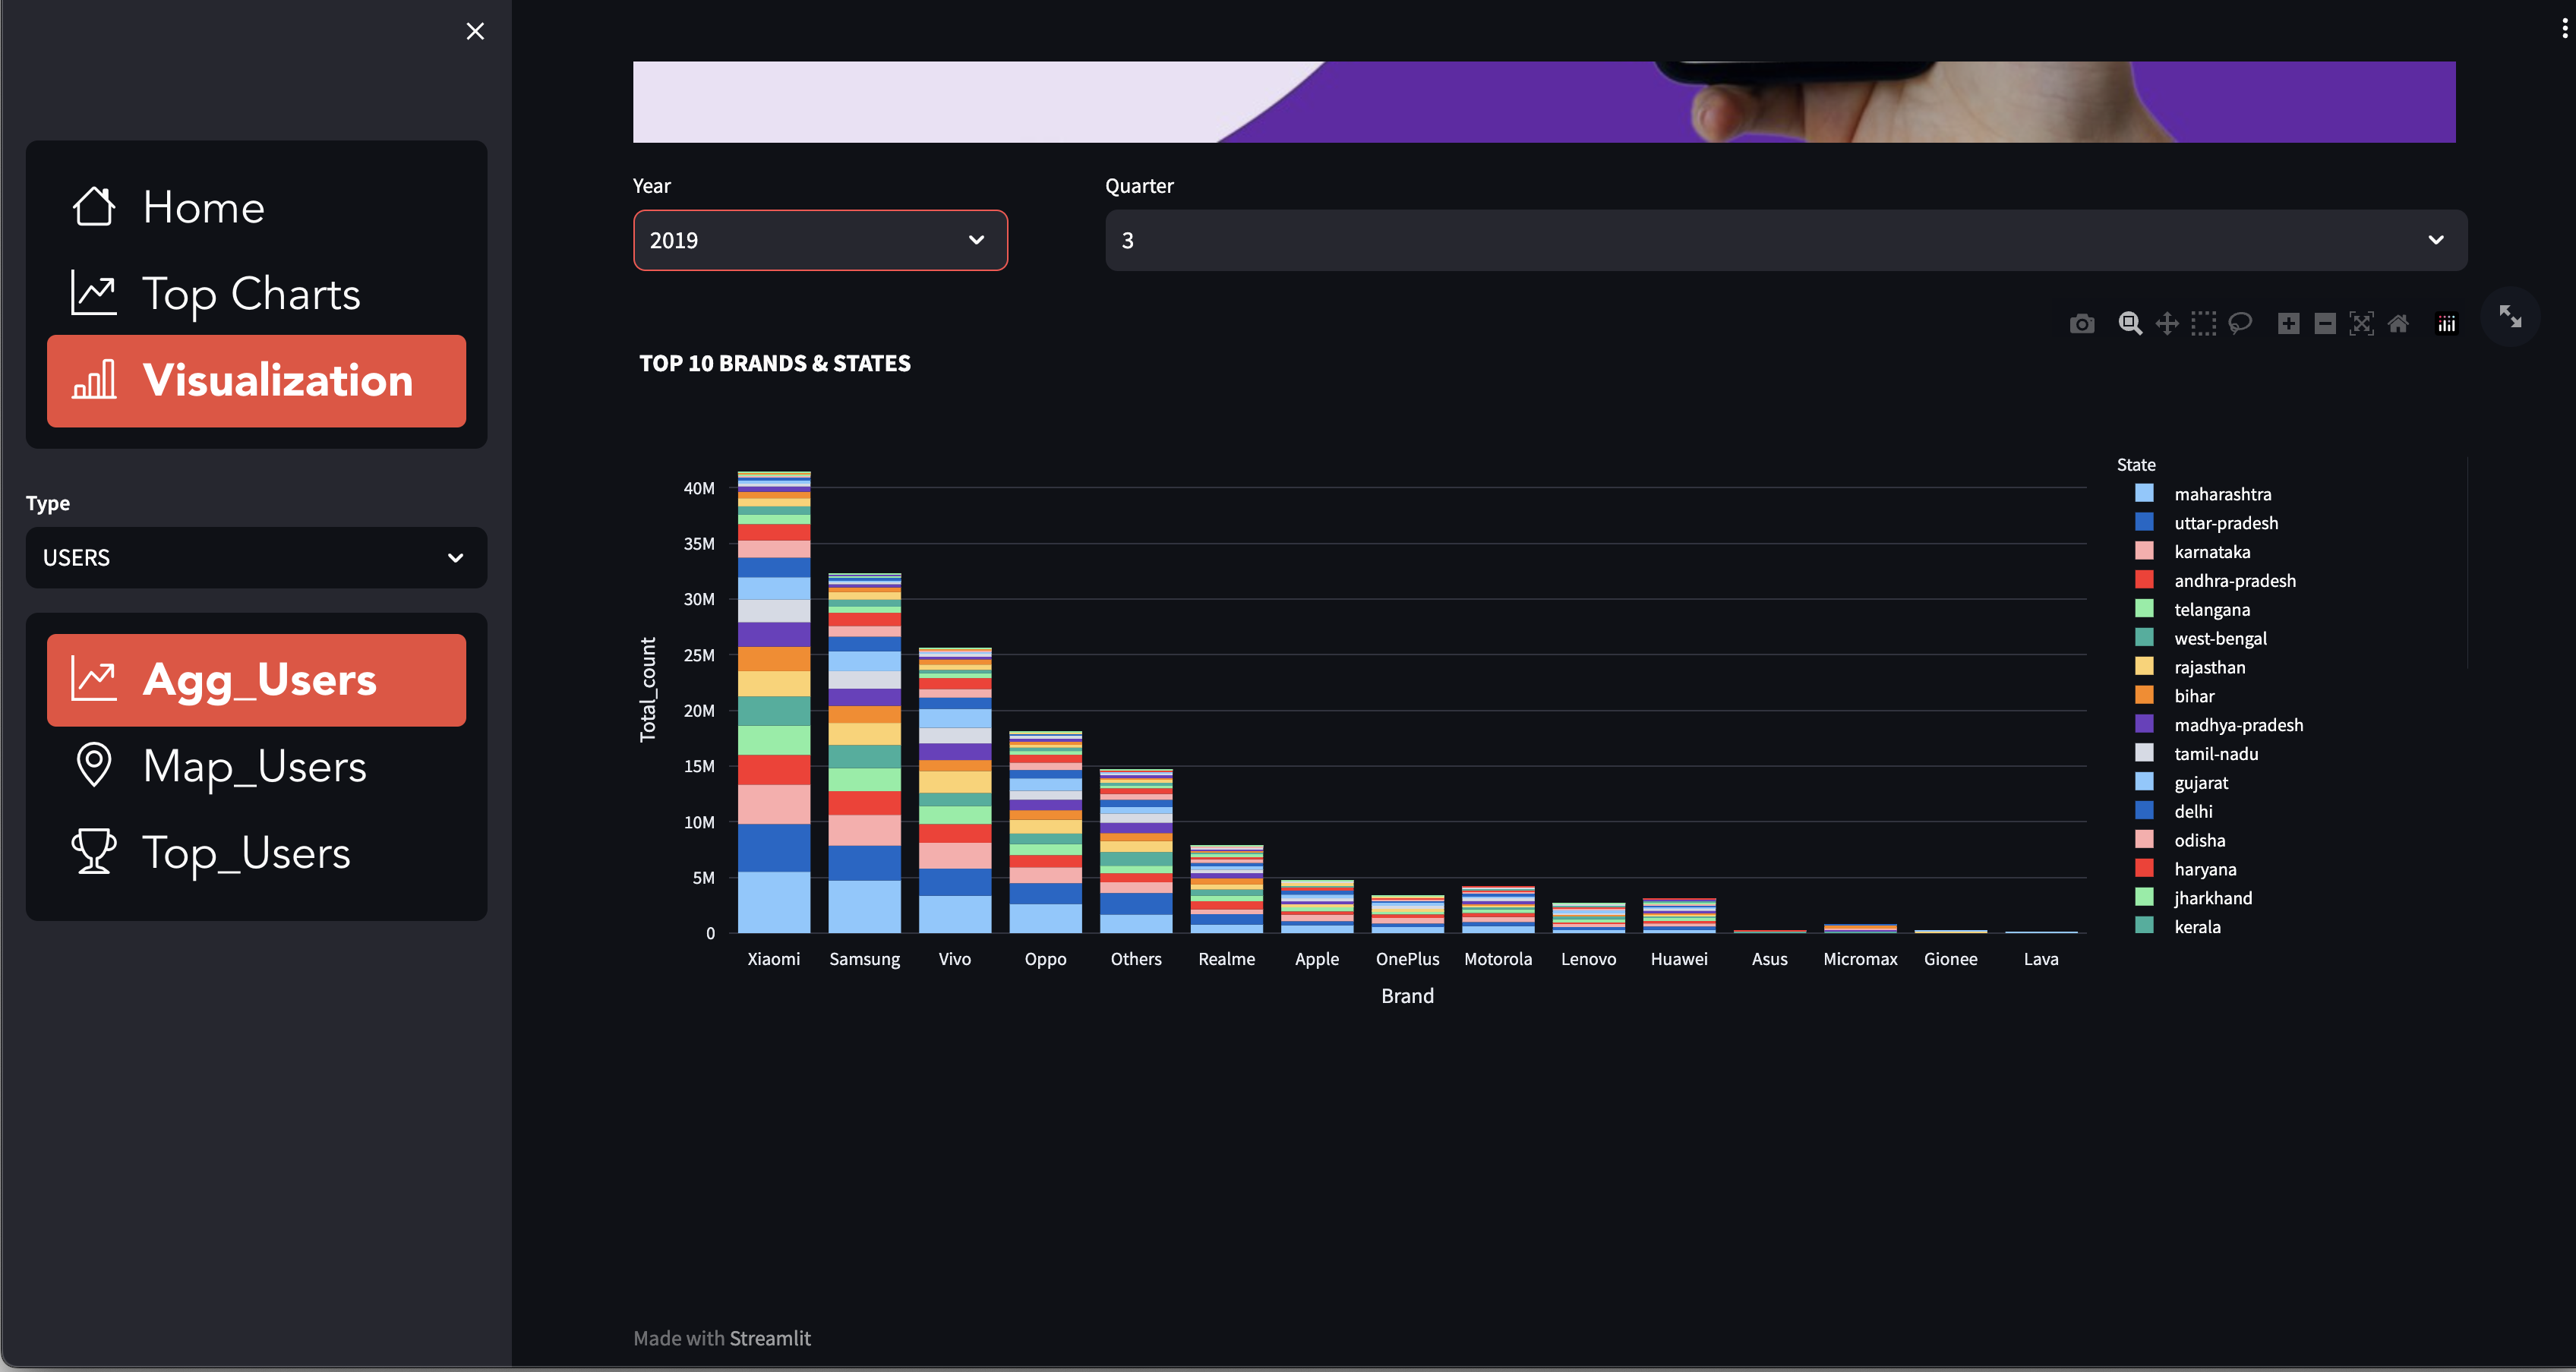 Home
Top Charts
Visualization
Type
USERS
Agg_Users
Map_Users
Top_Users
Year
Quarter
2019
3
TOP 10 BRANDS & STATES
Total_count
40M
35M
30M
25M
20M
15M
10M
5M
0
Xiaomi Samsung Vivo Oppo Others Realme Apple OnePlus Motorola Lenovo Huawei Asus Micromax Gionee Lava
Brand
State
maharashtra
uttar-pradesh
karnataka
andhra-pradesh
telangana
west-bengal
rajasthan
bihar
madhya-pradesh
tamil-nadu
gujarat
delhi
odisha
haryana
jharkhand
kerala
Made with Streamlit